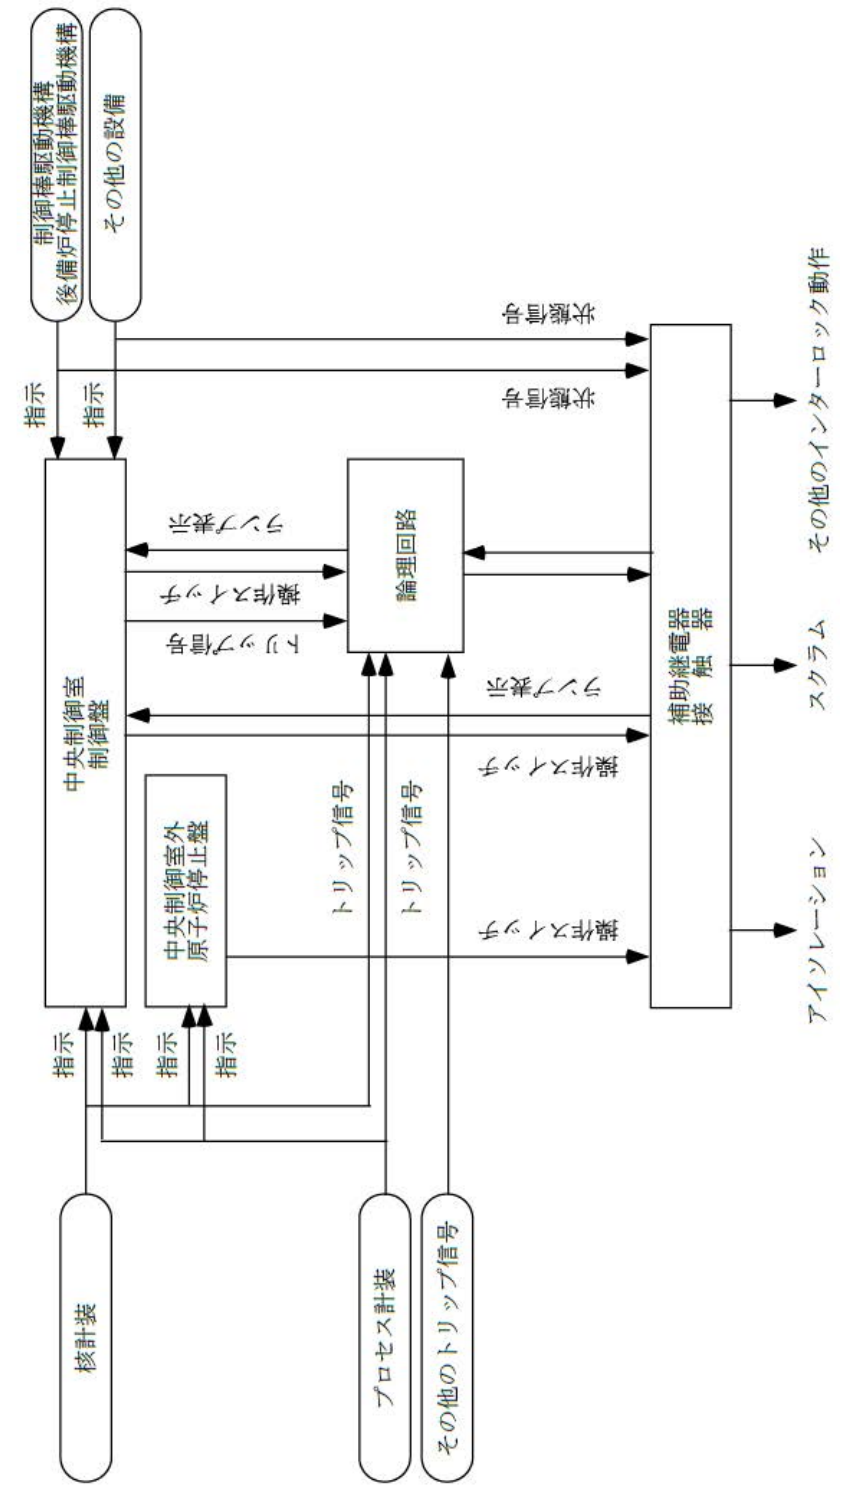 制御棒駆動機構
後備炉停止制御棒駆動機構
その他の設備
指示
指示
状態信号
状態信号
中央制御室
制御盤
ランプ表示
操作スイッチ
トリップ信号
論理回路
ランプ表示
操作スイッチ
中央制御室外
原子炉停止盤
トリップ信号
トリップ信号
操作スイッチ
補助継電器
接触器
指示
指示
指示
指示
核計装
プロセス計装
その他のトリップ信号
その他のインターロック動作
スクラム
アイソレーション